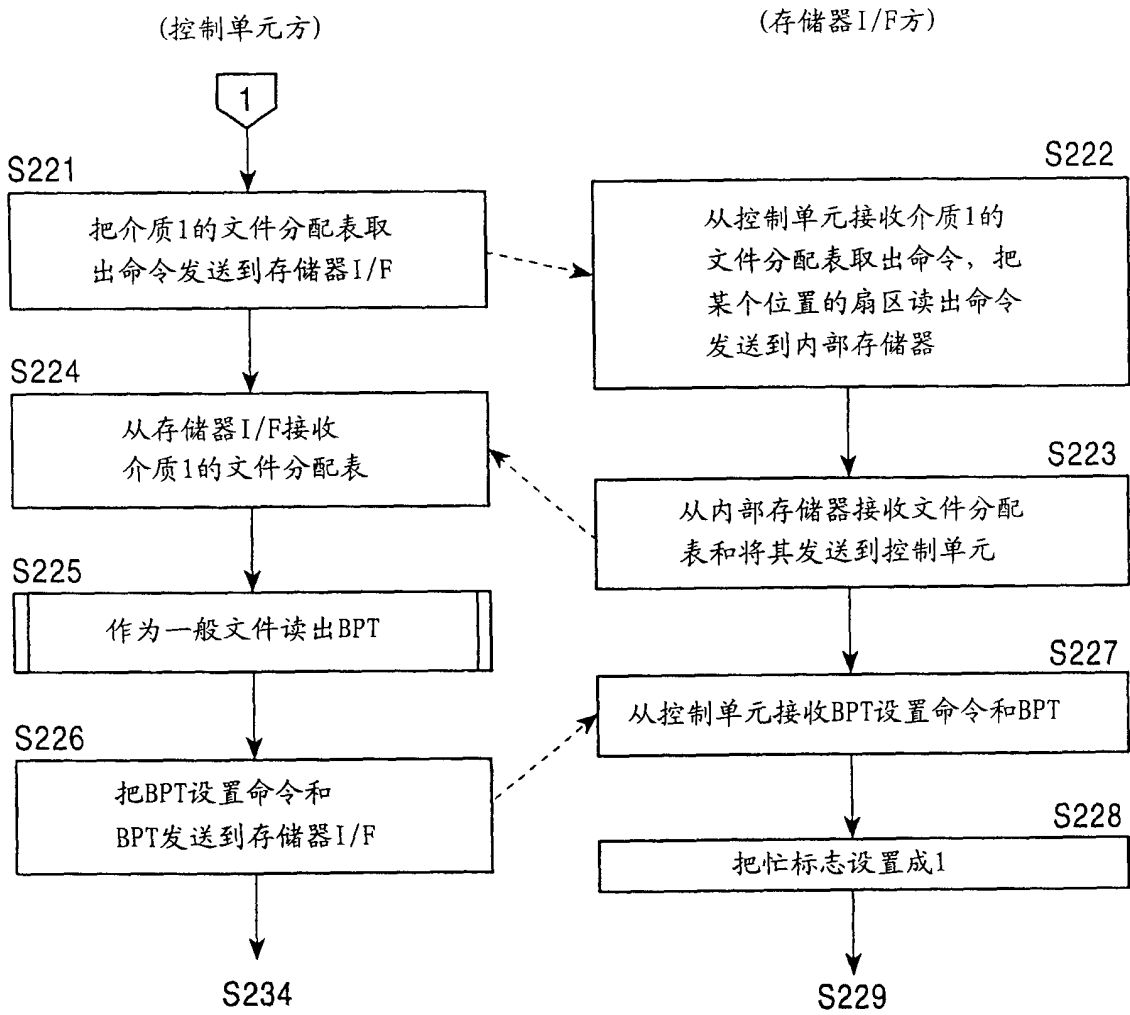 (控制单元方)
(存储器I/F方)
1
S221
把介质1的文件分配表取
出命令发送到存储器I/F
S222
从控制单元接收介质1的
文件分配表取出命令，把
某个位置的扇区读出命令
发送到内部存储器
S224
从存储器I/F接收
介质1的文件分配表
S223
从内部存储器接收文件分配
表和将其发送到控制单元
S225
作为一般文件读出BPT
S227
从控制单元接收BPT设置命令和BPT
S226
把BPT设置命令和
BPT发送到存储器I/F
S228
把忙标志设置成1
S234
S229